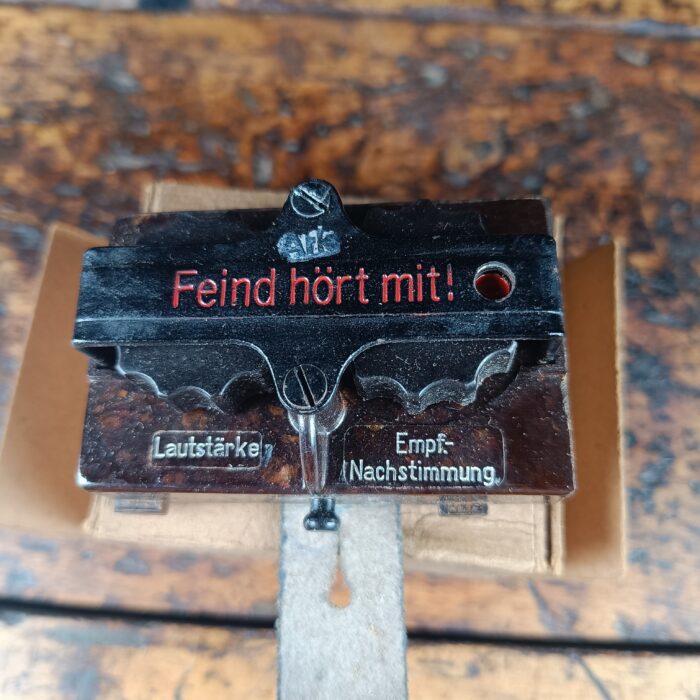 Feind hört mit!
Lautstärke
Empf.-
Nachstimmung